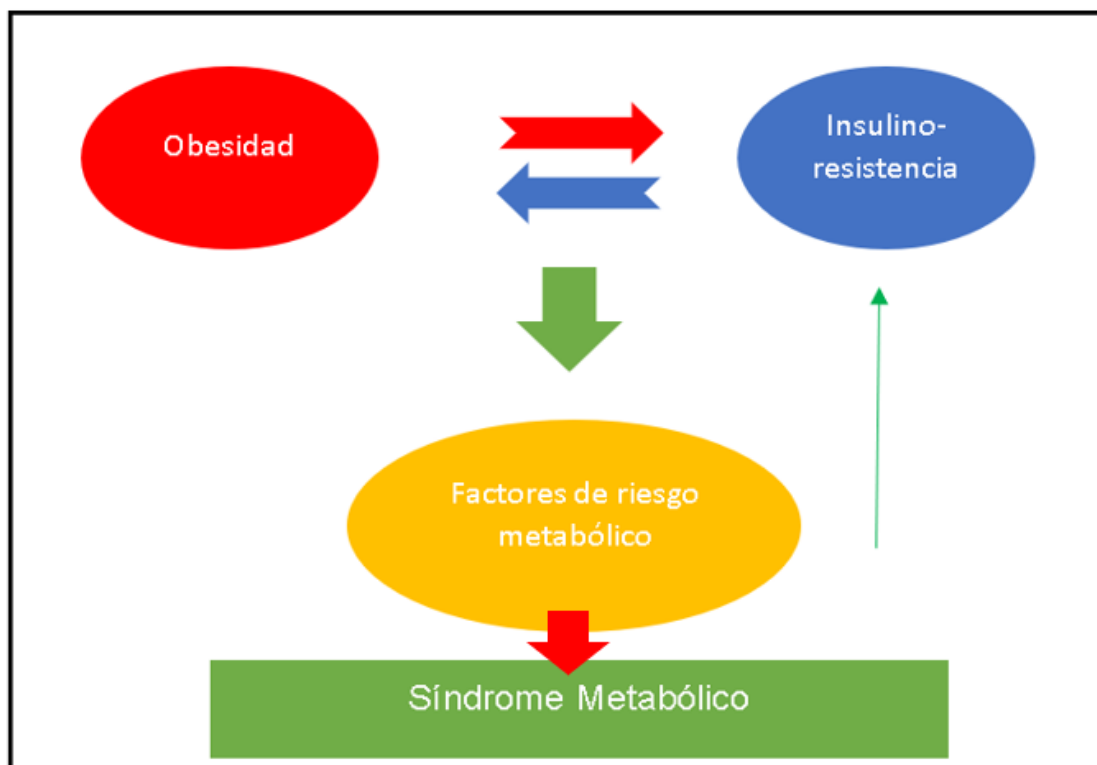 Obesidad
Insulino-
resistencia
Factores de riesgo
metabólico
Síndrome Metabólico